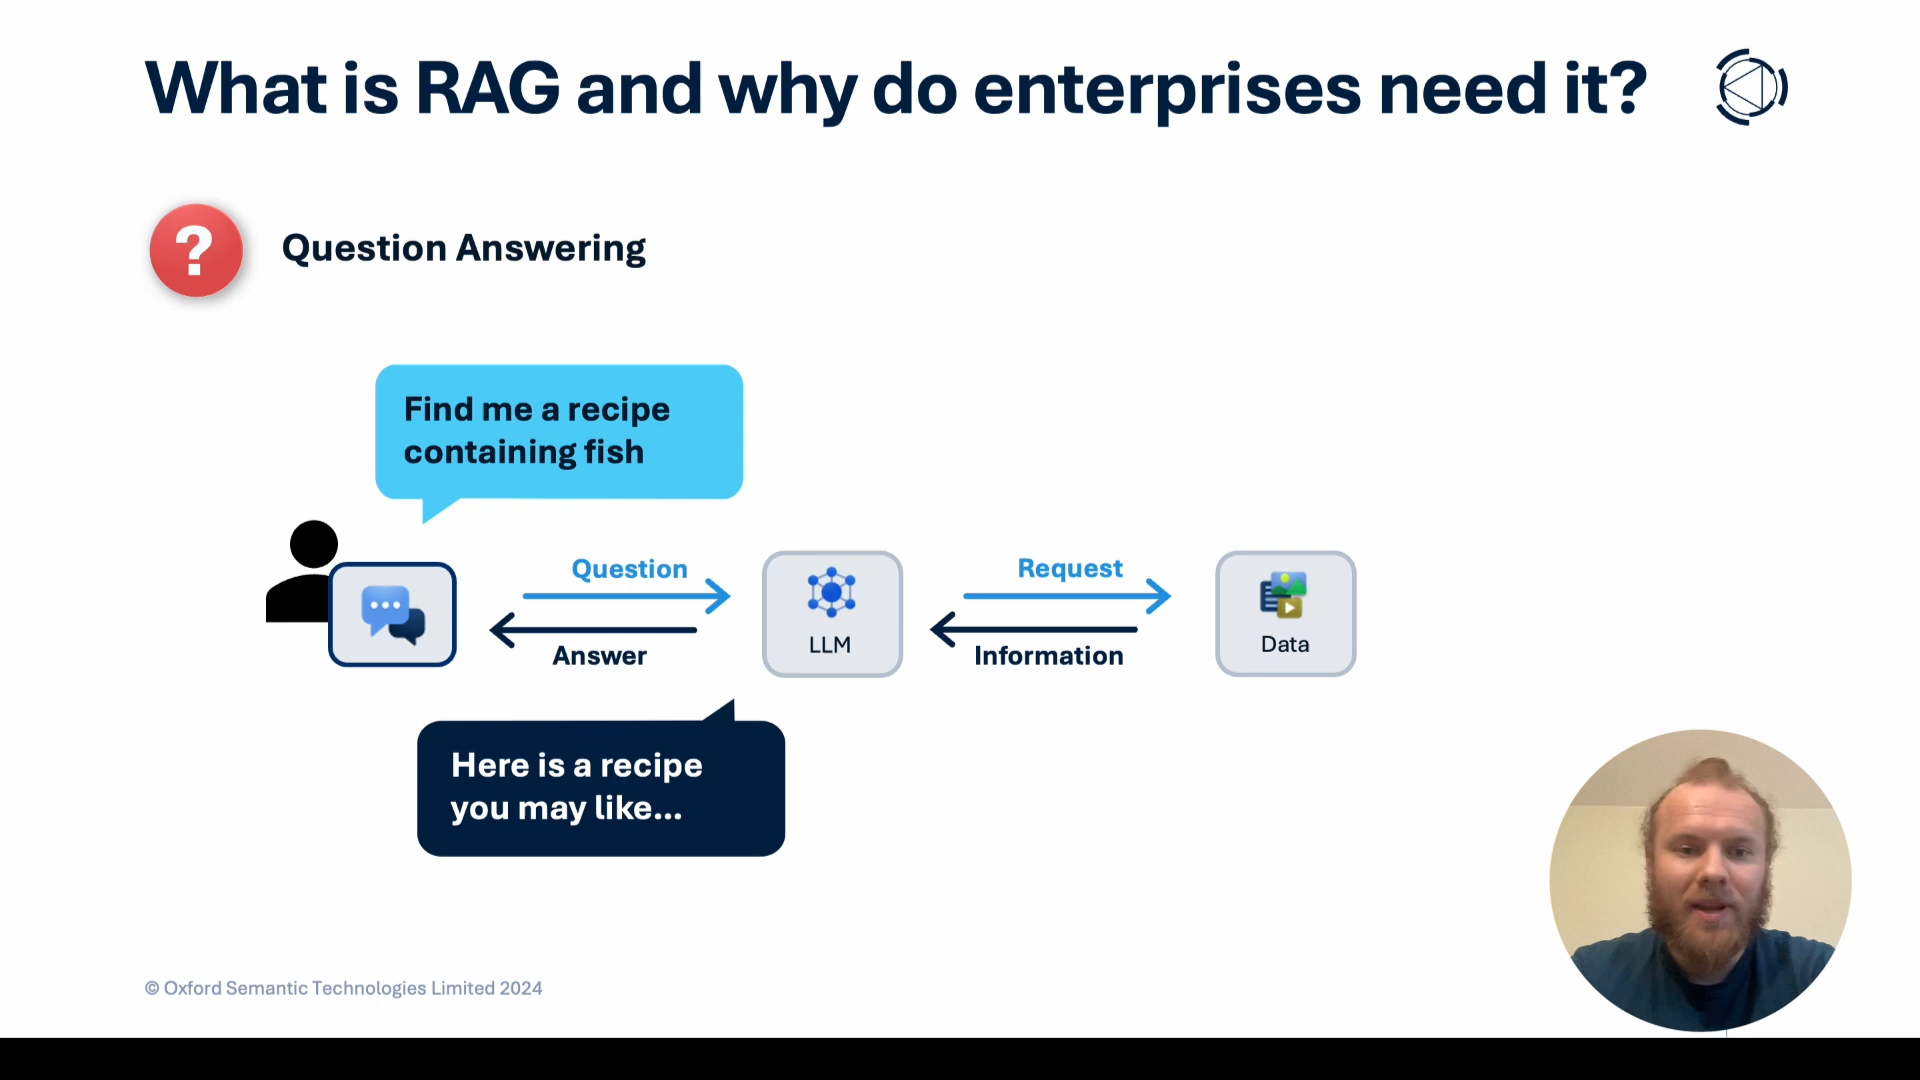 What is RAG and why do enterprises need it?
?
Question Answering
Find me a recipe
containing fish
Question
Request
LLM
Data
Answer
Information
Here is a recipe
you may like...
© Oxford Semantic Technologies Limited 2024